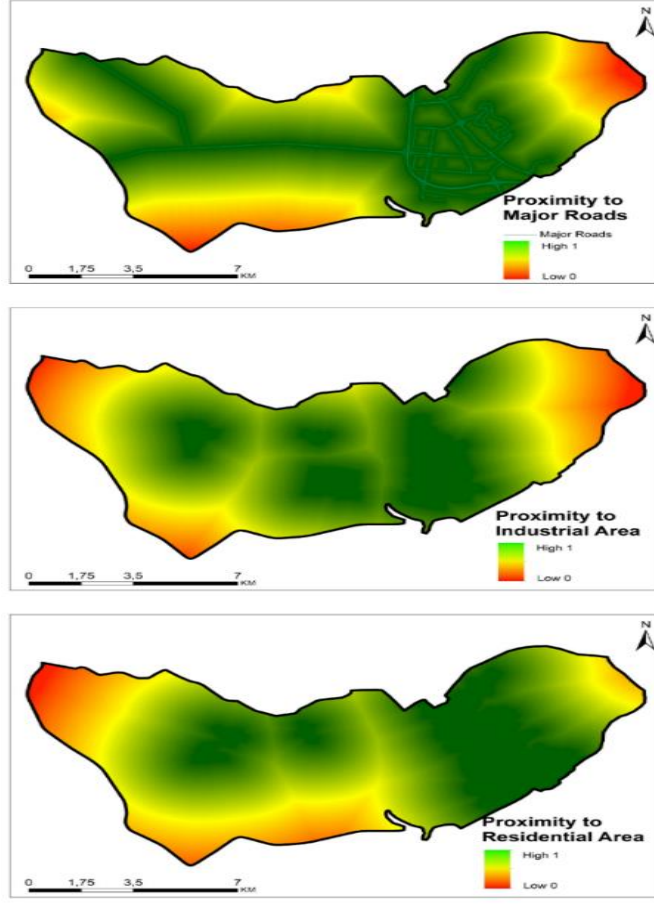 N
Proximity to
Major Roads
Major Roads
High 1
Low 0
0 1,75 3,5 7
KM
N
Proximity to
Industrial Area
High 1
Low 0
0 1,75 3,5 7
KM
N
Proximity to
Residential Area
High 1
Low 0
0 1,75 3,5 7
KM